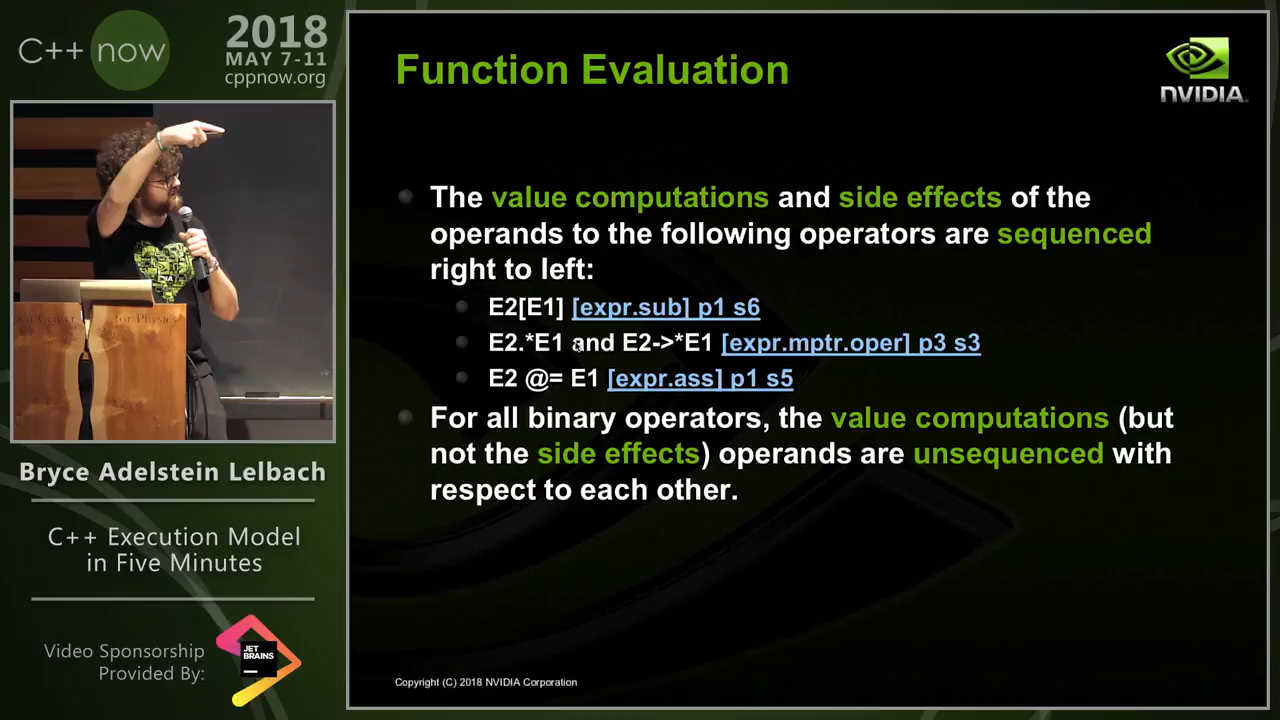 C++ now
2018
MAY 7-11
cppnow.org
Bryce Adelstein Lelbach
C++ Execution Model
in Five Minutes
Video Sponsorship
Provided By:
JET
BRAINS
Function Evaluation
NVIDIA.
The value computations and side effects of the
operands to the following operators are sequenced
right to left:
E2[E1] [expr.sub] p1 s6
E2.*E1 and E2->*E1 [expr.mptr.oper] p3 s3
E2 @= E1 [expr.ass] p1 s5
For all binary operators, the value computations (but
not the side effects) operands are unsequenced with
respect to each other.
Copyright (C) 2018 NVIDIA Corporation
for Physics